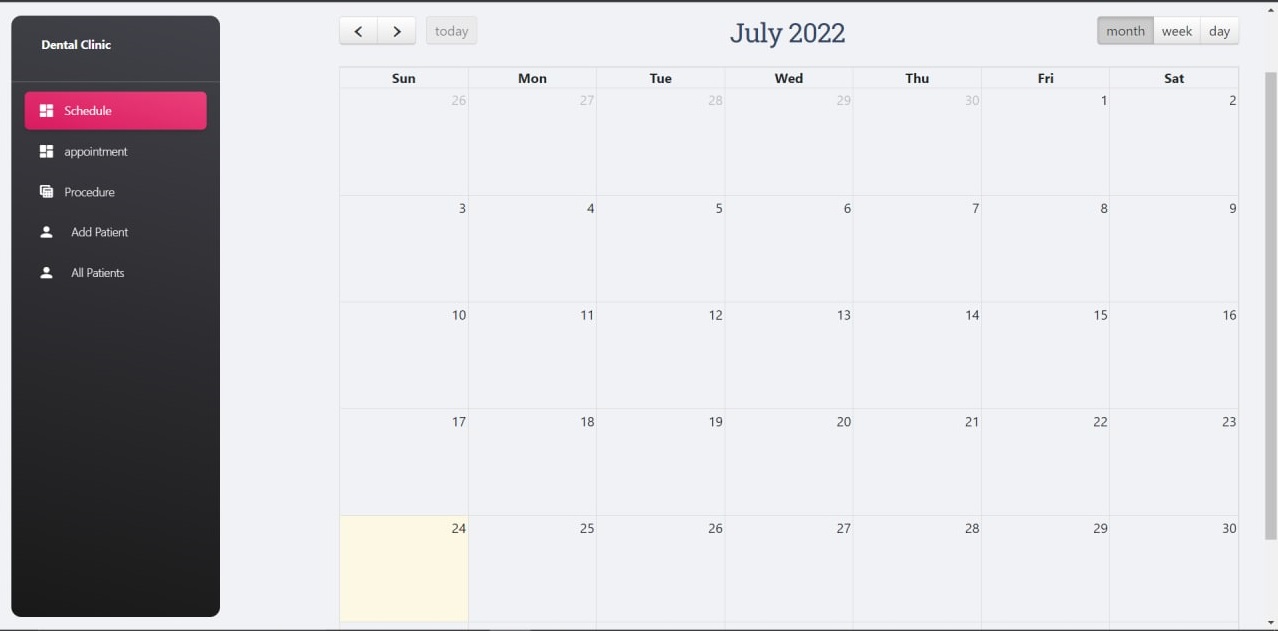 Dental Clinic
Schedule
appointment
Procedure
Add Patient
All Patients
today
July 2022
month week day
Sun Mon Tue Wed Thu Fri Sat
26 27 28 29 30 1 2
3 4 5 6 7 8 9
10 11 12 13 14 15 16
17 18 19 20 21 22 23
24 25 26 27 28 29 30